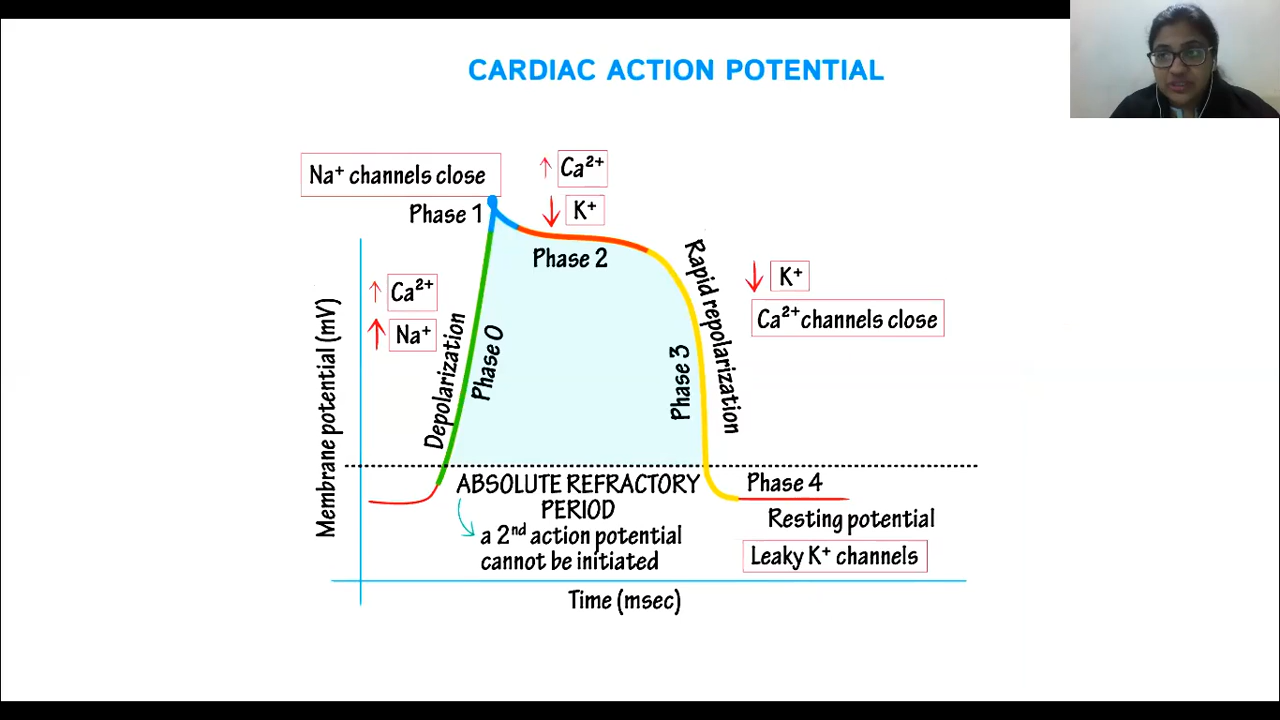 CARDIAC ACTION POTENTIAL
Na⁺ channels close
Phase 1
↑ Ca²⁺
↓ K⁺
Phase 2
↑ Ca²⁺
↑ Na⁺
Depolarization
Phase 0
Phase 3
Rapid repolarization
↓ K⁺
Ca²⁺ channels close
Membrane potential (mV)
ABSOLUTE REFRACTORY
PERIOD
a 2ⁿᵈ action potential
cannot be initiated
Phase 4
Resting potential
Leaky K⁺ channels
Time (msec)